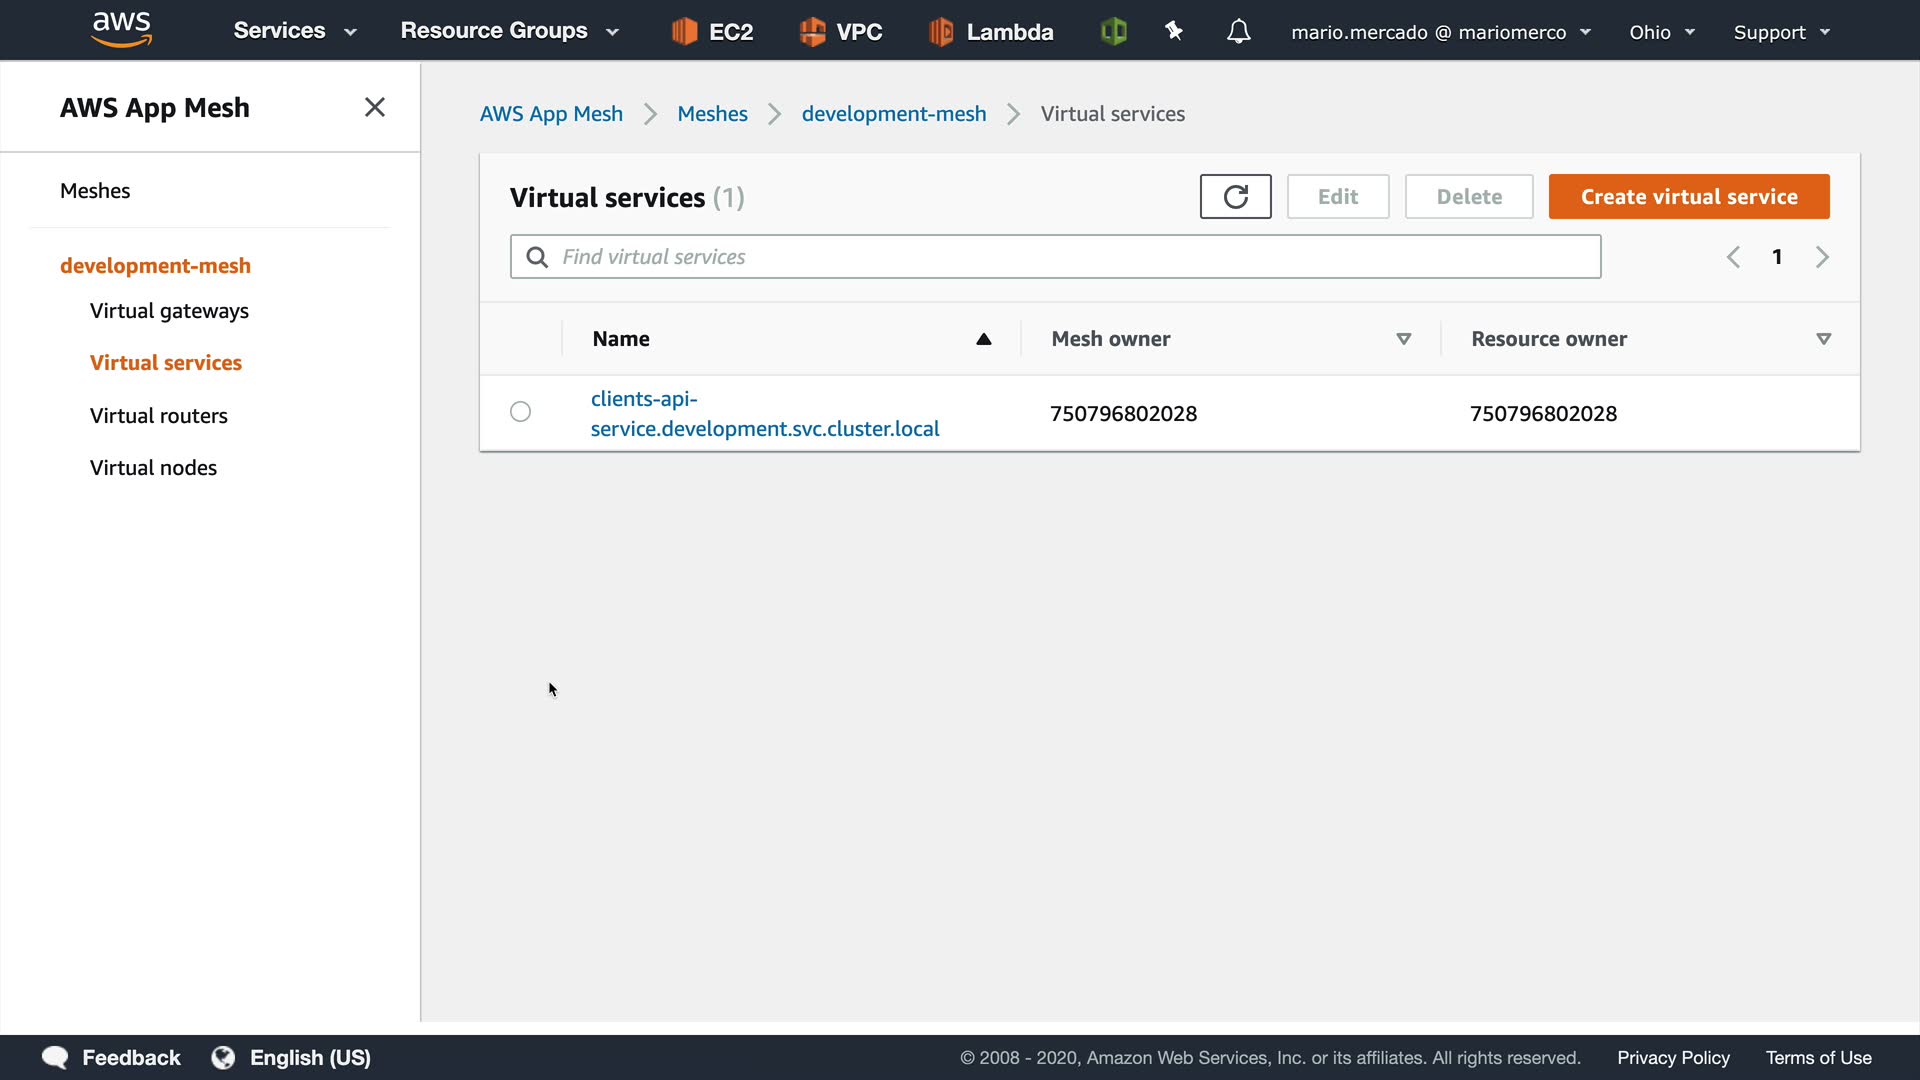 aws
Services
Resource Groups
EC2
VPC
Lambda
mario.mercado @ mariomerco
Ohio
Support
AWS App Mesh
Meshes
development-mesh
Virtual gateways
Virtual services
Virtual routers
Virtual nodes
AWS App Mesh
Meshes
development-mesh
Virtual services
Virtual services (1)
Edit
Delete
Create virtual service
Find virtual services
1
Name
Mesh owner
Resource owner
clients-api-
service.development.svc.cluster.local
750796802028
750796802028
Feedback
English (US)
© 2008 - 2020, Amazon Web Services, Inc. or its affiliates. All rights reserved.
Privacy Policy
Terms of Use